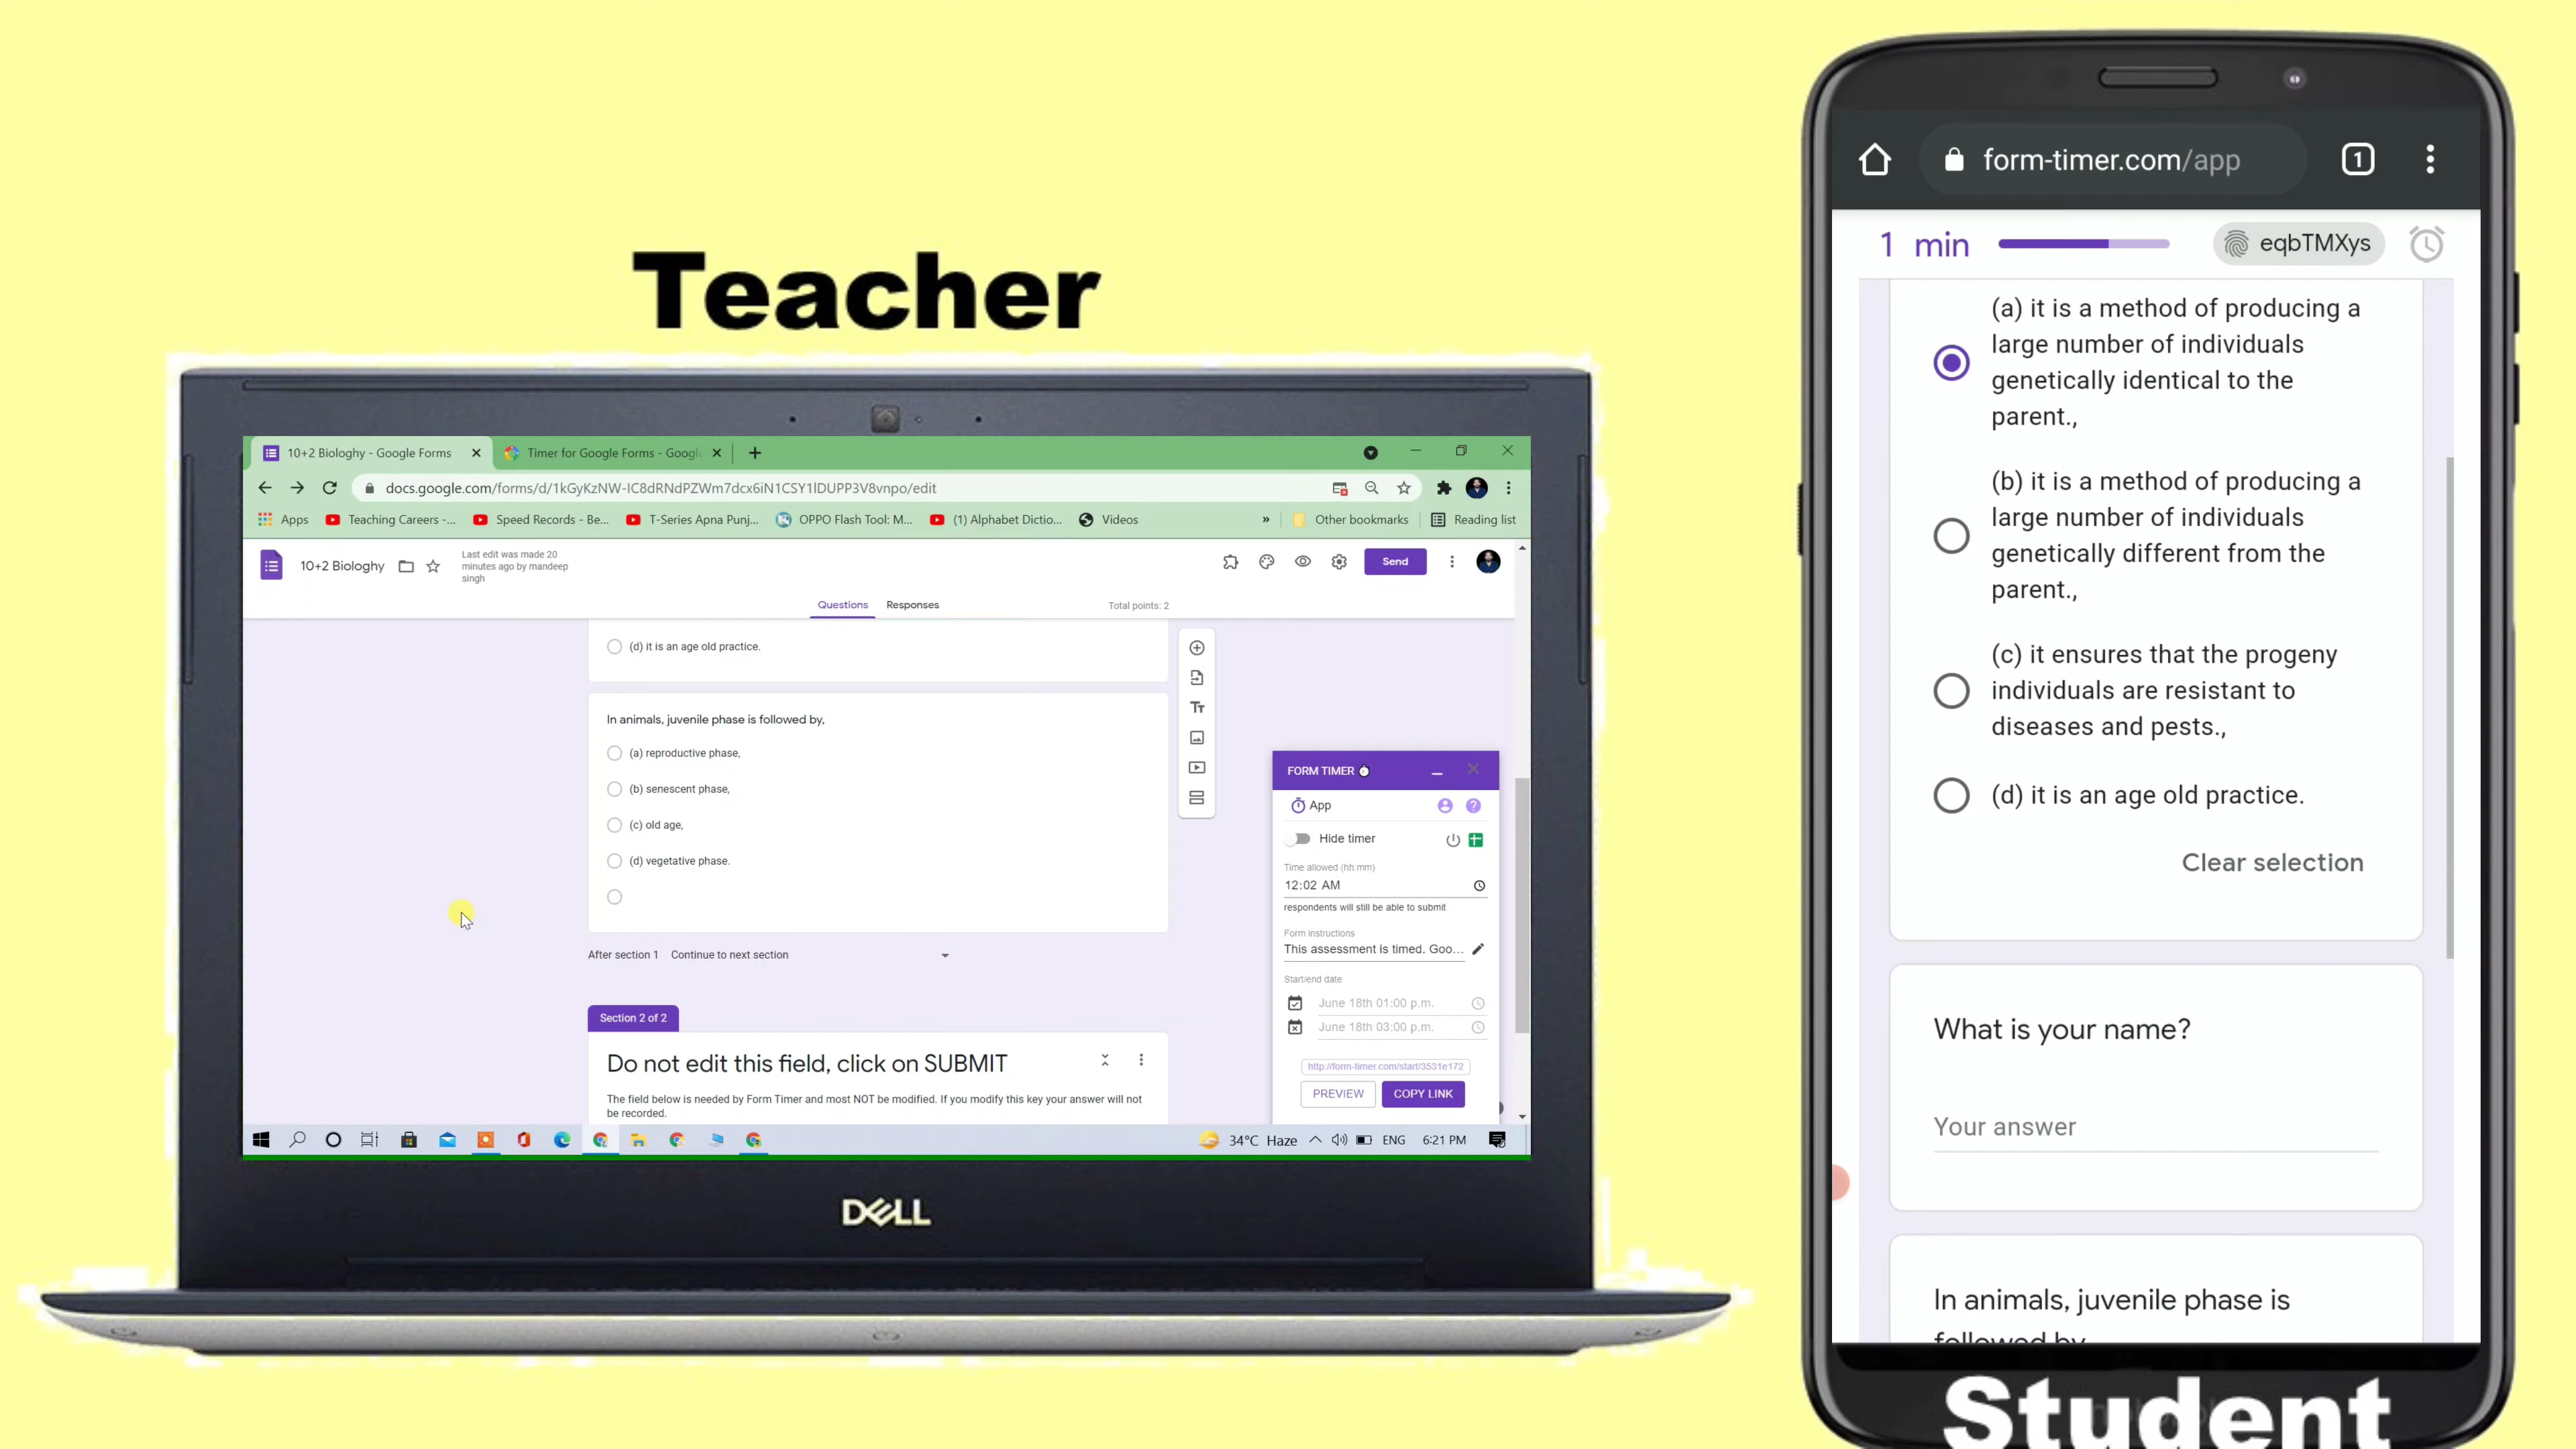 Teacher
10+2 Biologhy - Google Forms
Timer for Google Forms - Googl
docs.google.com/forms/d/1kGyKzNW-IC8dRNdPZWm7dcx6iN1CSY1lDUPP3V8vnpo/edit
Apps
Teaching Careers -...
Speed Records - Be...
T-Series Apna Punj...
OPPO Flash Tool: M...
(1) Alphabet Dictio...
Videos
»
Other bookmarks
Reading list
10+2 Biologhy
Last edit was made 20
minutes ago by mandeep
singh
Send
Questions
Responses
Total points: 2
(d) it is an age old practice.
In animals, juvenile phase is followed by,
(a) reproductive phase,
(b) senescent phase,
(c) old age,
(d) vegetative phase.
After section 1 Continue to next section
Section 2 of 2
Do not edit this field, click on SUBMIT
The field below is needed by Form Timer and most NOT be modified. If you modify this key your answer will not
be recorded.
FORM TIMER
App
Hide timer
Time allowed (hh:mm)
12:02 AM
respondents will still be able to submit
Form instructions
This assessment is timed. Goo...
Start/end date
June 18th 01:00 p.m.
June 18th 03:00 p.m.
http://form-timer.com/start/3531e172
PREVIEW
COPY LINK
34°C Haze
ENG
6:21 PM
DELL
form-timer.com/app
1
1 min
eqbTMXys
(a) it is a method of producing a
large number of individuals
genetically identical to the
parent.,
(b) it is a method of producing a
large number of individuals
genetically different from the
parent.,
(c) it ensures that the progeny
individuals are resistant to
diseases and pests.,
(d) it is an age old practice.
Clear selection
What is your name?
Your answer
In animals, juvenile phase is
followed by
Student